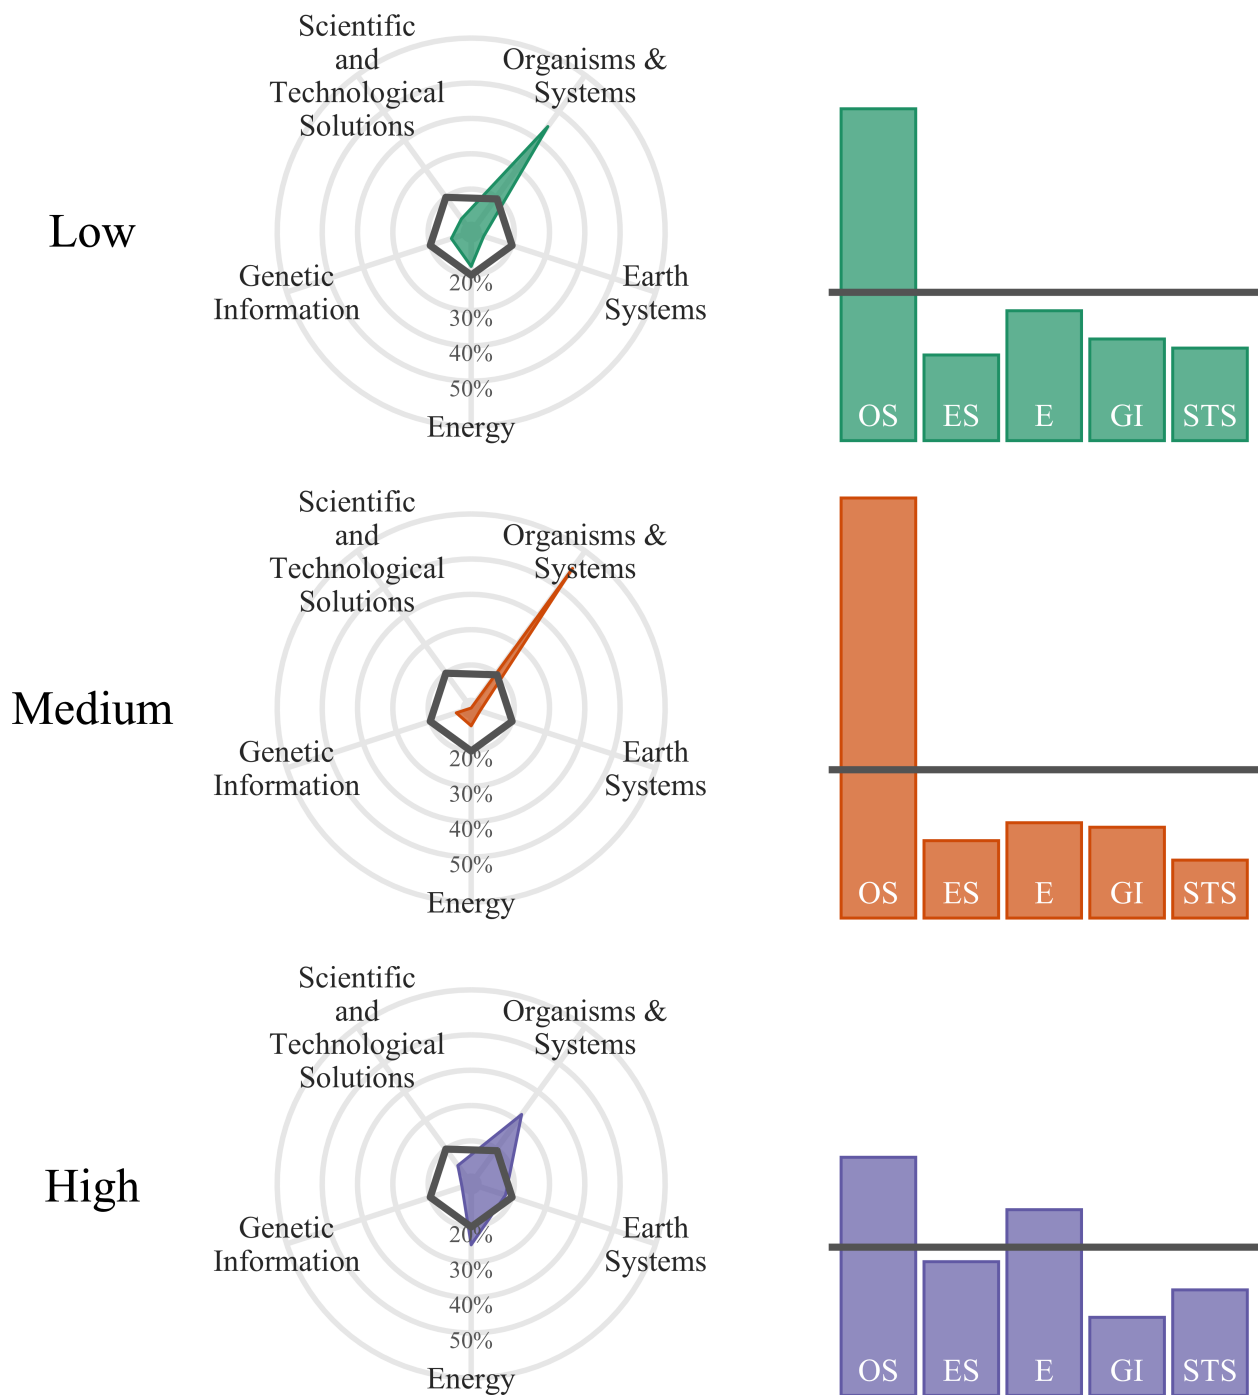 Scientific
and
Technological
Solutions
Organisms &
Systems
Low
Genetic
Information
Earth
Systems
20%
30%
40%
50%
Energy
OS ES E GI STS
Scientific
and
Technological
Solutions
Organisms &
Systems
Medium
Genetic
Information
Earth
Systems
20%
30%
40%
50%
Energy
OS ES E GI STS
Scientific
and
Technological
Solutions
Organisms &
Systems
High
Genetic
Information
Earth
Systems
20%
30%
40%
50%
Energy
OS ES E GI STS